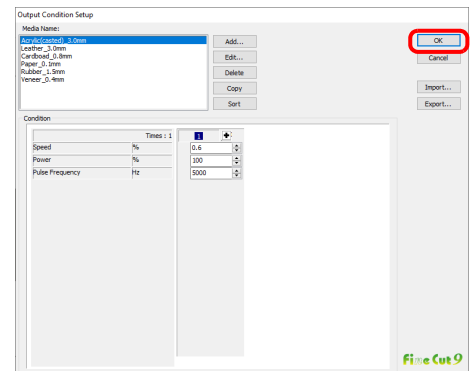 Output Condition Setup
Media Name:
Acrylic(casted)_3.0mm
Leather_3.0mm
Cardboad_0.8mm
Paper_0.1mm
Rubber_1.5mm
Veneer_0.4mm
Add...
Edit...
Delete
Copy
Sort
OK
Cancel
Import...
Export...
Condition
Times : 1 1 +
Speed % 0.6
Power % 100
Pulse Frequency Hz 5000
Fine Cut 9